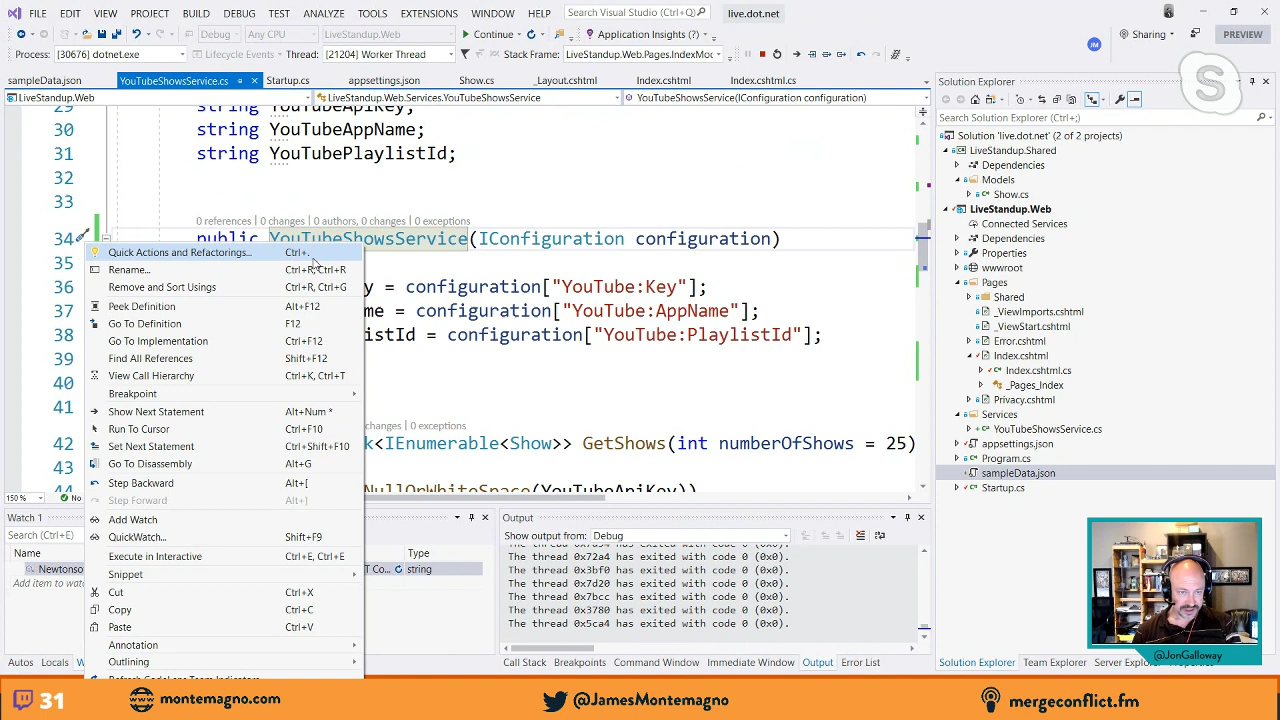 FILE EDIT VIEW PROJECT BUILD DEBUG TEST ANALYZE TOOLS EXTENSIONS WINDOW HELP Search Visual Studio (Ctrl+Q) live.dot.net
Debug Any CPU LiveStandup.Web Continue Application Insights (?) Sharing PREVIEW
Process: [30676] dotnet.exe Lifecycle Events Thread: [21204] Worker Thread Stack Frame: LiveStandup.Web.Pages.IndexMode JM
sampleData.json YouTubeShowsService.cs Startup.cs appsettings.json Show.cs _Layout.cshtml Index.cshtml Index.cshtml.cs
LiveStandup.Web LiveStandup.Web.Services.YouTubeShowsService YouTubeShowsService(IConfiguration configuration)
29 string YouTubeApiKey;
30 string YouTubeAppName;
31 string YouTubePlaylistId;
32
33
0 references | 0 changes | 0 authors, 0 changes | 0 exceptions
34 public YouTubeShowsService(IConfiguration configuration)
35
36 y = configuration["YouTube:Key"];
37 me = configuration["YouTube:AppName"];
38 istId = configuration["YouTube:PlaylistId"];
39
40
41
changes | 0 exceptions
42 k<IEnumerable<Show>> GetShows(int numberOfShows = 25)
43
44 NullOrWhiteSpace(YouTubeApiKey))
150 % No
Quick Actions and Refactorings... Ctrl+.
Rename... Ctrl+R, Ctrl+R
Remove and Sort Usings Ctrl+R, Ctrl+G
Peek Definition Alt+F12
Go To Definition F12
Go To Implementation Ctrl+F12
Find All References Shift+F12
View Call Hierarchy Ctrl+K, Ctrl+T
Breakpoint
Show Next Statement Alt+Num *
Run To Cursor Ctrl+F10
Set Next Statement Ctrl+Shift+F10
Go To Disassembly Alt+G
Step Backward Alt+[
Step Forward Alt+]
Add Watch
QuickWatch... Shift+F9
Execute in Interactive Ctrl+E, Ctrl+E
Snippet
Cut Ctrl+X
Copy Ctrl+C
Paste Ctrl+V
Annotation
Outlining
Refresh CodeLens Team Indicators
Watch 1
Search (Ctrl+E)
Name Type
Newtonso T Co... string
Add item to wat
Autos Locals W
Output
Show output from: Debug
The thread 0x72a4 has exited with code 0 (0x0).
The thread 0x3bf0 has exited with code 0 (0x0).
The thread 0x7d20 has exited with code 0 (0x0).
The thread 0x7bcc has exited with code 0 (0x0).
The thread 0x3780 has exited with code 0 (0x0).
The thread 0x5ca4 has exited with code 0 (0x0).
Call Stack Breakpoints Command Window Immediate Window Output Error List
Solution Explorer
Search Solution Explorer (Ctrl+;)
Solution 'live.dot.net' (2 of 2 projects)
LiveStandup.Shared
Dependencies
Models
Show.cs
LiveStandup.Web
Connected Services
Dependencies
Properties
wwwroot
Pages
Shared
_ViewImports.cshtml
_ViewStart.cshtml
Error.cshtml
Index.cshtml
Index.cshtml.cs
_Pages_Index
Privacy.cshtml
Services
YouTubeShowsService.cs
appsettings.json
Program.cs
sampleData.json
Startup.cs
@JonGalloway
Solution Explorer Team Explorer Server Explorer
31 montemagno.com @JamesMontemagno mergeconflict.fm